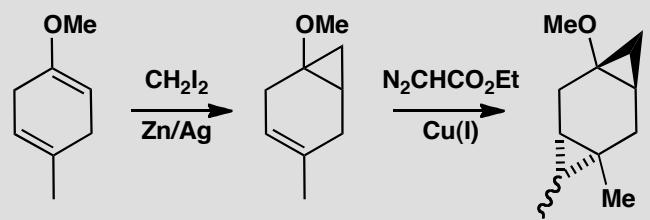 OMe
CH₂I₂
Zn/Ag
OMe
N₂CHCO₂Et
Cu(I)
MeO
Me